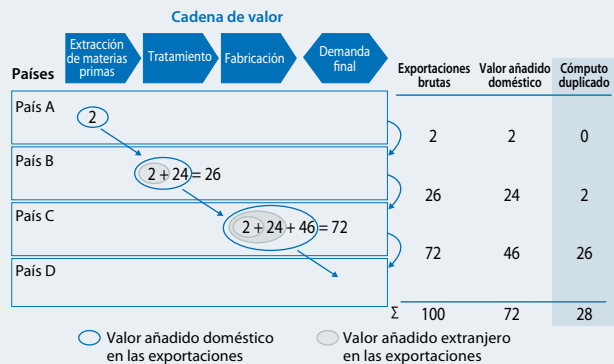 Cadena de valor
Extracción
de materias
primas
Tratamiento
Fabricación
Demanda
final
Países
Exportaciones
brutas
Valor añadido
doméstico
Cómputo
duplicado
País A
2
2 2 0
País B
2 + 24 = 26
26 24 2
País C
2 + 24 + 46 = 72
72 46 26
País D
Σ 100 72 28
Valor añadido doméstico
en las exportaciones
Valor añadido extranjero
en las exportaciones